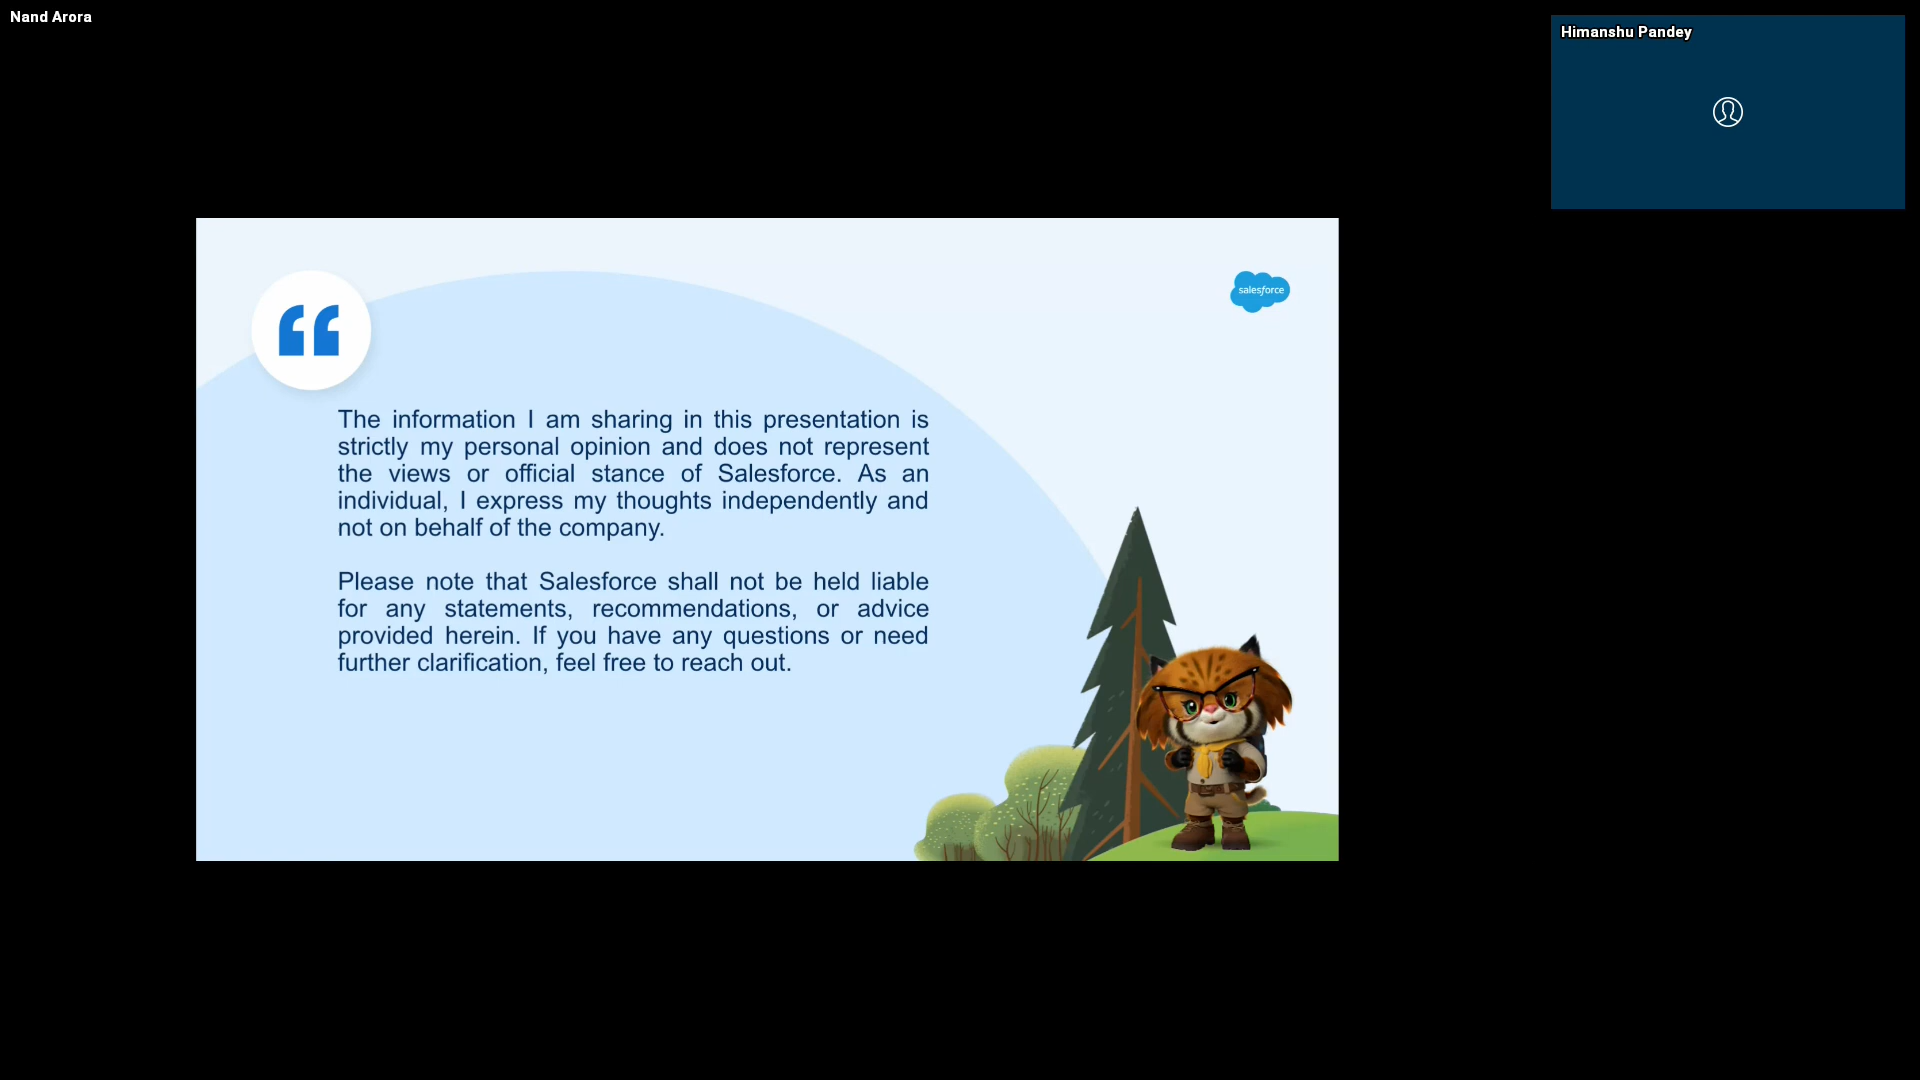 Nand Arora
Himanshu Pandey
salesforce
The information I am sharing in this presentation is
strictly my personal opinion and does not represent
the views or official stance of Salesforce. As an
individual, I express my thoughts independently and
not on behalf of the company.
Please note that Salesforce shall not be held liable
for any statements, recommendations, or advice
provided herein. If you have any questions or need
further clarification, feel free to reach out.